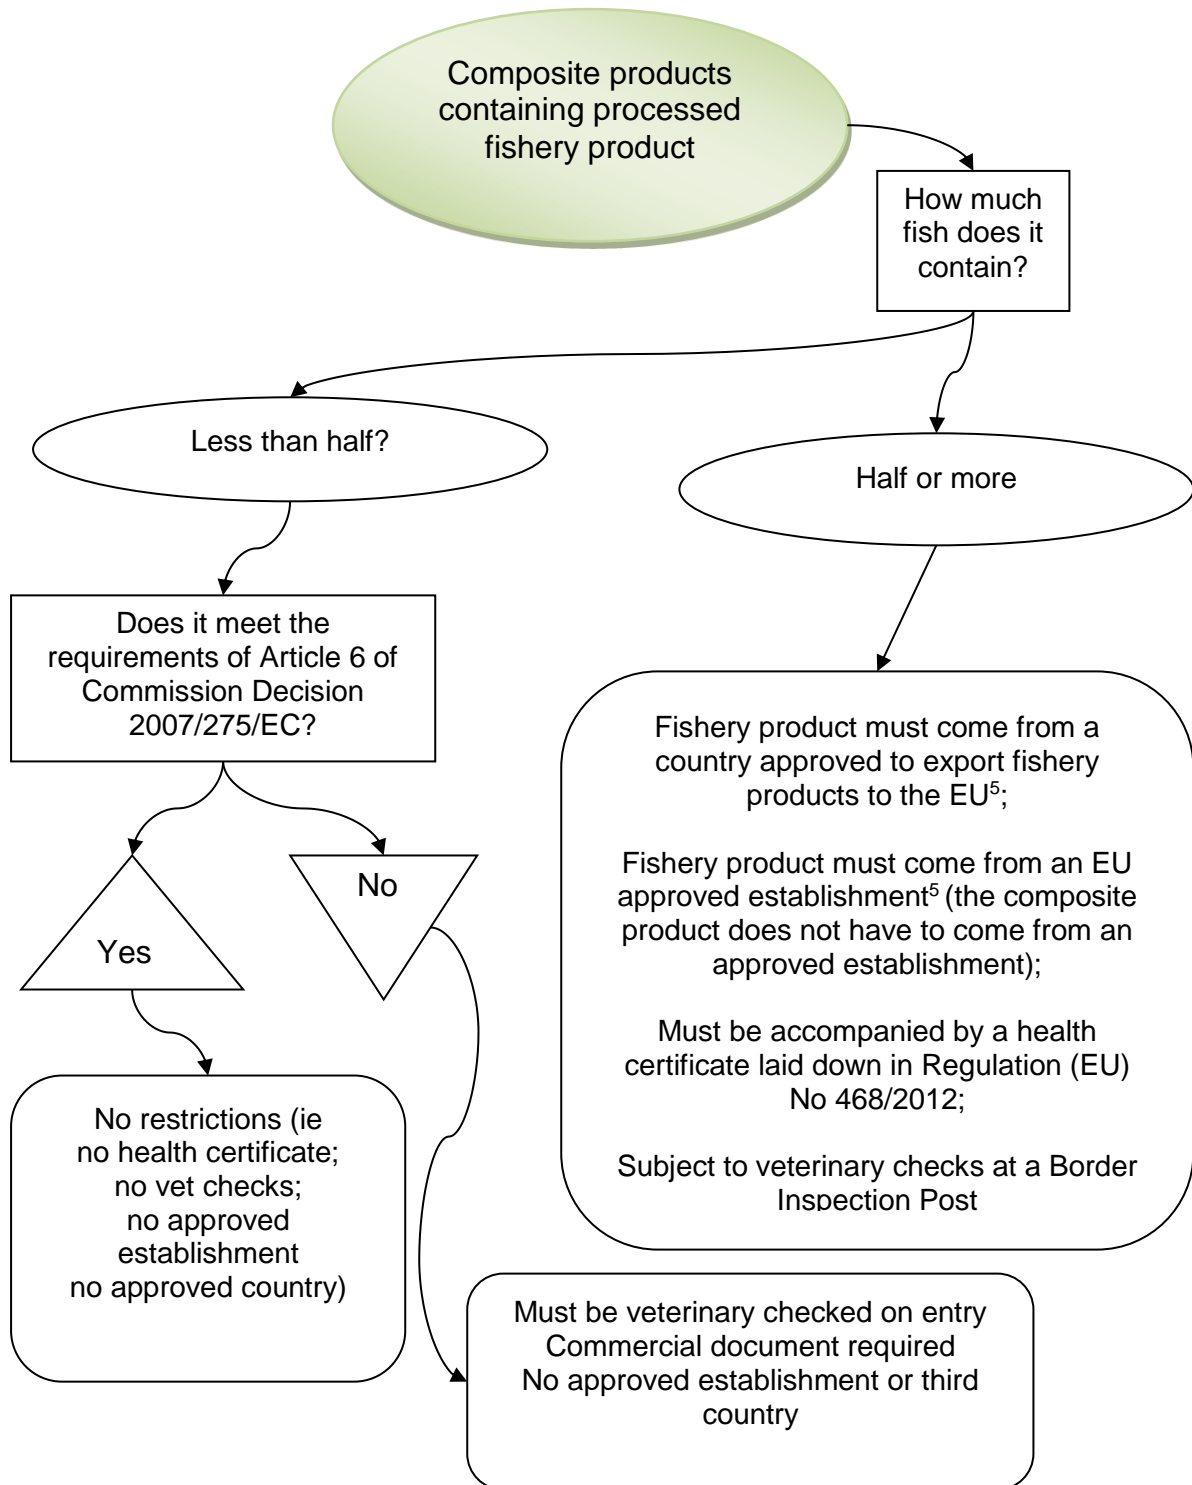 Composite products
containing processed
fishery product
How much
fish does it
contain?
Less than half?
Half or more
Does it meet the
requirements of Article 6 of
Commission Decision
2007/275/EC?
Yes
No
Fishery product must come from a
country approved to export fishery
products to the EU⁵;
Fishery product must come from an EU
approved establishment⁵ (the composite
product does not have to come from an
approved establishment);
Must be accompanied by a health
certificate laid down in Regulation (EU)
No 468/2012;
Subject to veterinary checks at a Border
Inspection Post
No restrictions (ie
no health certificate;
no vet checks;
no approved
establishment
no approved country)
Must be veterinary checked on entry
Commercial document required
No approved establishment or third
country